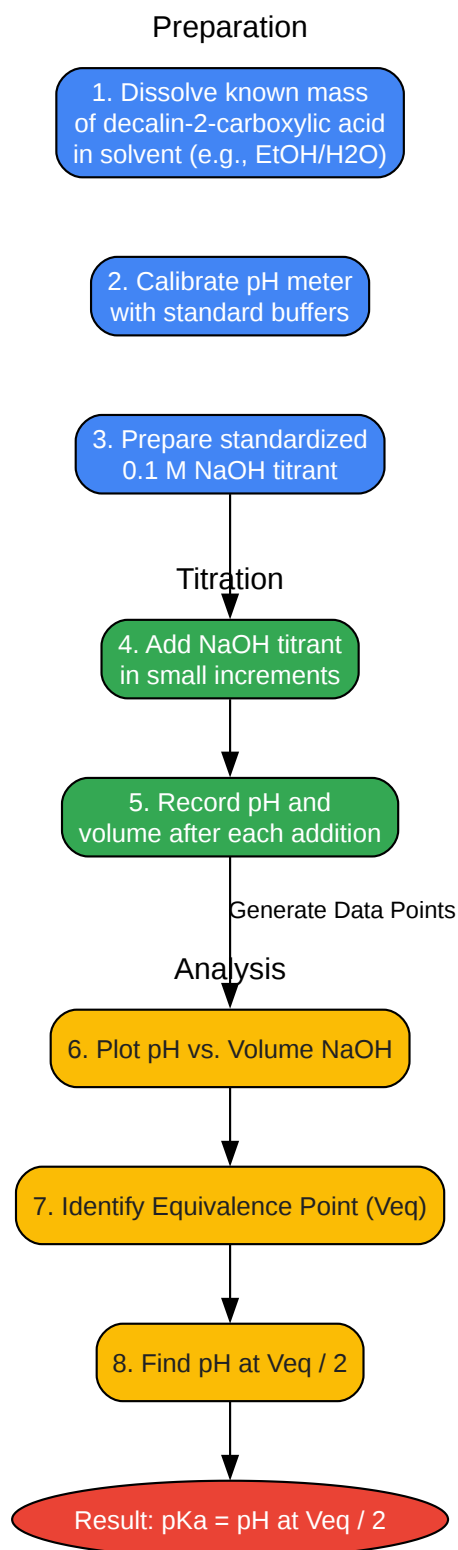 Preparation
1. Dissolve known mass
of decalin-2-carboxylic acid
in solvent (e.g., EtOH/H2O)
2. Calibrate pH meter
with standard buffers
3. Prepare standardized
0.1 M NaOH titrant
Titration
4. Add NaOH titrant
in small increments
5. Record pH and
volume after each addition
Generate Data Points
Analysis
6. Plot pH vs. Volume NaOH
7. Identify Equivalence Point (Veq)
8. Find pH at Veq / 2
Result: pKa = pH at Veq / 2